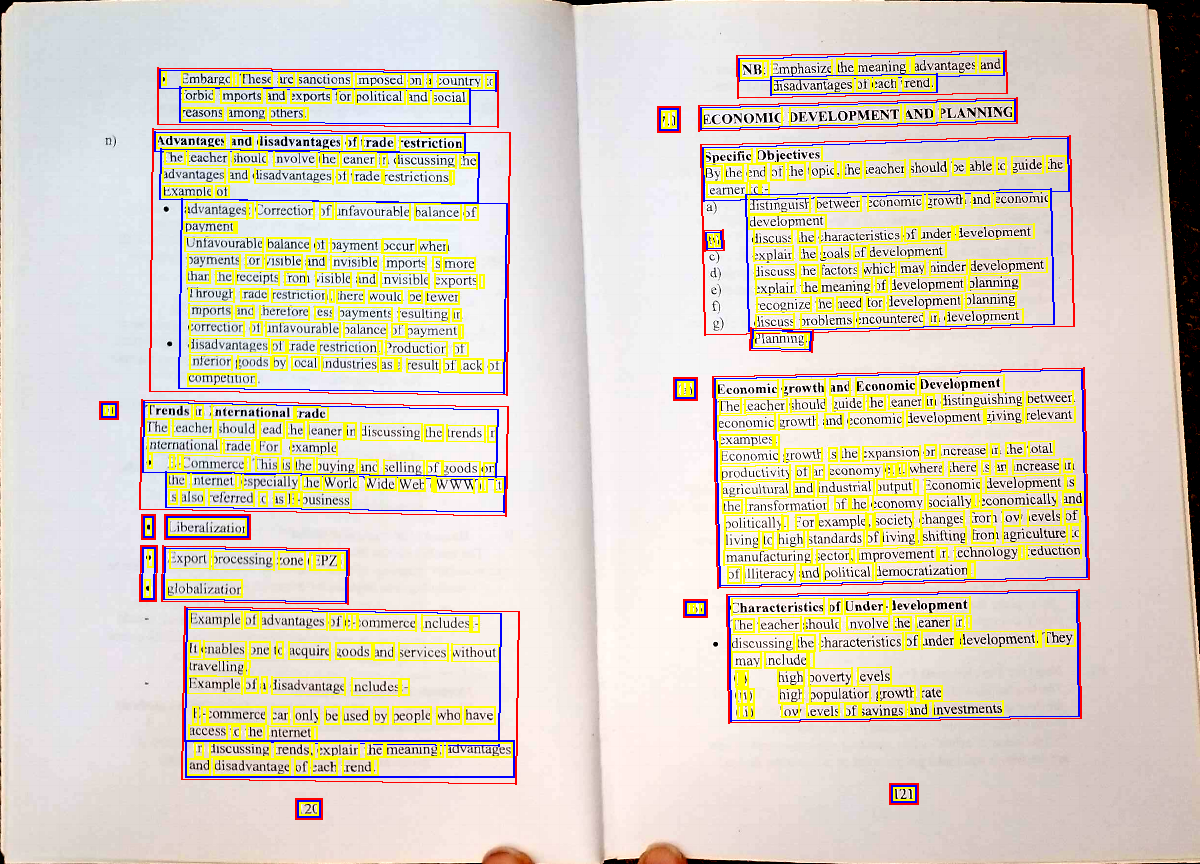 • Embargo These are sanctions imposed on a country to
forbid imports and exports for political and social
reasons among others.
n) Advantages and disadvantages of trade restriction
The teacher should involve the leaner in discussing the
advantages and disadvantages of trade restrictions
Example of
• advantages: Correction of unfavourable balance of
payment
Unfavourable balance of payment occur when
payments for visible and invisible imports is more
than the receipts from visible and invisible exports.
Through trade restriction, there would be fewer
imports and therefore less payments resulting in
correction of unfavourable balance of payment
• disadvantages of trade restriction. Production of
inferior goods by local industries as a result of lack of
competition.
Trends in international trade
The teacher should lead the leaner in discussing the trends in
international trade For example
• E-Commerce This is the buying and selling of goods on
the internet especially the World Wide Web (WWW). It
is also referred to as E-business
• Liberalization
• Export processing zone (EPZ)
• globalization
- Example of advantages of E-commerce includes:-
It enables one to acquire goods and services without
travelling.
- Example of a disadvantage includes:-
E-commerce can only be used by people who have
access to the internet
In discussing trends, explain the meaning, advantages
and disadvantage of each trend.
120
NB: Emphasize the meaning advantages and
disadvantages of each trend.
ECONOMIC DEVELOPMENT AND PLANNING
Specific Objectives
By the end of the topic, the teacher should be able to guide the
learner to:-
a) distinguish between economic growth and economic
development
b) discuss the characteristics of under-development
c) explain the goals of development
d) discuss the factors which may hinder development
e) explain the meaning of development planning
f) recognize the need for development planning
g) discuss problems encountered in development
Planning.
a) Economic growth and Economic Development
The teacher should guide the leaner in distinguishing between
economic growth and economic development giving relevant
examples
Economic growth is the expansion or increase in the total
productivity of an economy e.g. where there is an increase in
agricultural and industrial output. Economic development is
the transformation of the economy socially, economically and
politically. For example, society changes from low levels of
living to high standards of living, shifting from agriculture to
manufacturing sector, improvement in technology reduction
of illiteracy and political democratization
b) Characteristics of Under-development
The teacher should involve the leaner in
• discussing the characteristics of under development. They
may include
(i) high poverty levels
(ii) high population growth rate
(iii) low levels of savings and investments
121